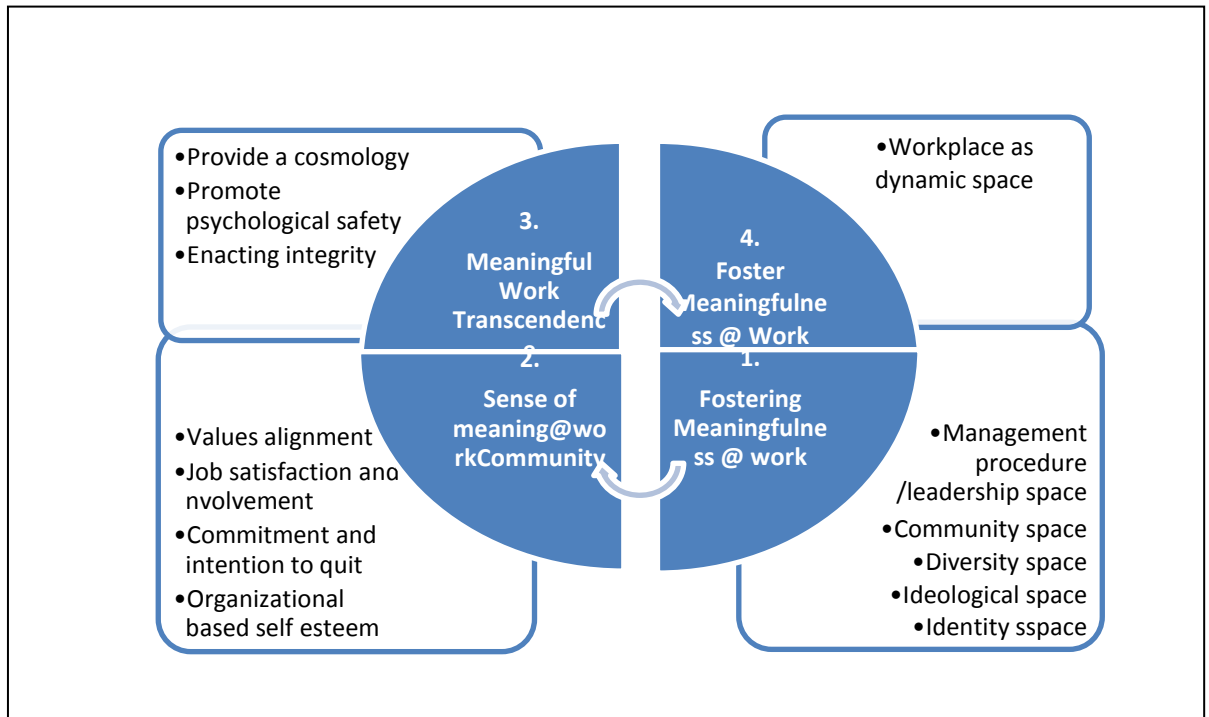 •Provide a cosmology
•Promote
psychological safety
•Enacting integrity
3.
Meaningful
Work
Transcendenc
4.
Foster
Meaningfulne
ss @ Work
•Workplace as
dynamic space
•Values alignment
•Job satisfaction and
nvolvement
•Commitment and
intention to quit
•Organizational
based self esteem
2.
Sense of
meaning@wo
rkCommunity
1.
Fostering
Meaningfulne
ss @ work
•Management
procedure
/leadership space
•Community space
•Diversity space
•Ideological space
•Identity sspace